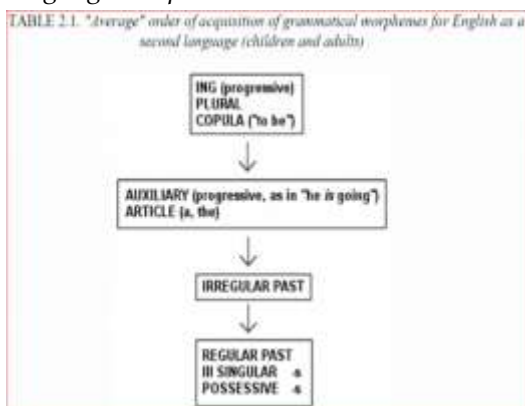 TABLE 2.1. "Average" order of acquisition of grammatical morphemes for English as a
second language (children and adults)
ING (progressive)
PLURAL
COPULA ("to be")
AUXILIARY (progressive, as in "he is going")
ARTICLE (a, the)
IRREGULAR PAST
REGULAR PAST
III SINGULAR -s
POSSESSIVE -s